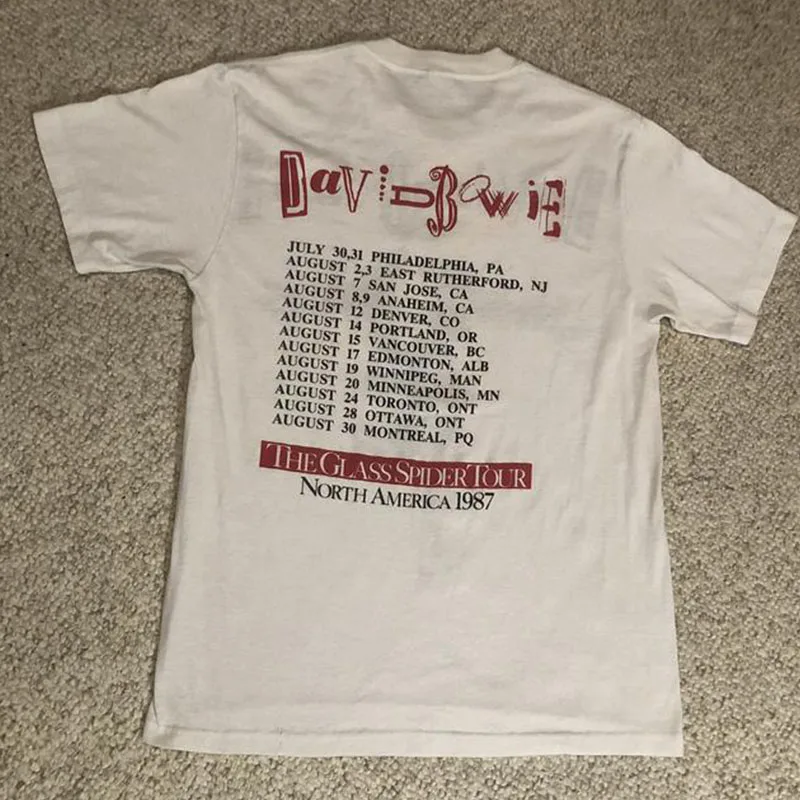 DaViDBOWiE
JULY 30,31 PHILADELPHIA, PA
AUGUST 2,3 EAST RUTHERFORD, NJ
AUGUST 7 SAN JOSE, CA
AUGUST 8,9 ANAHEIM, CA
AUGUST 12 DENVER, CO
AUGUST 14 PORTLAND, OR
AUGUST 15 VANCOUVER, BC
AUGUST 17 EDMONTON, ALB
AUGUST 19 WINNIPEG, MAN
AUGUST 20 MINNEAPOLIS, MN
AUGUST 24 TORONTO, ONT
AUGUST 28 OTTAWA, ONT
AUGUST 30 MONTREAL, PQ
THE GLASS SPIDER TOUR
NORTH AMERICA 1987